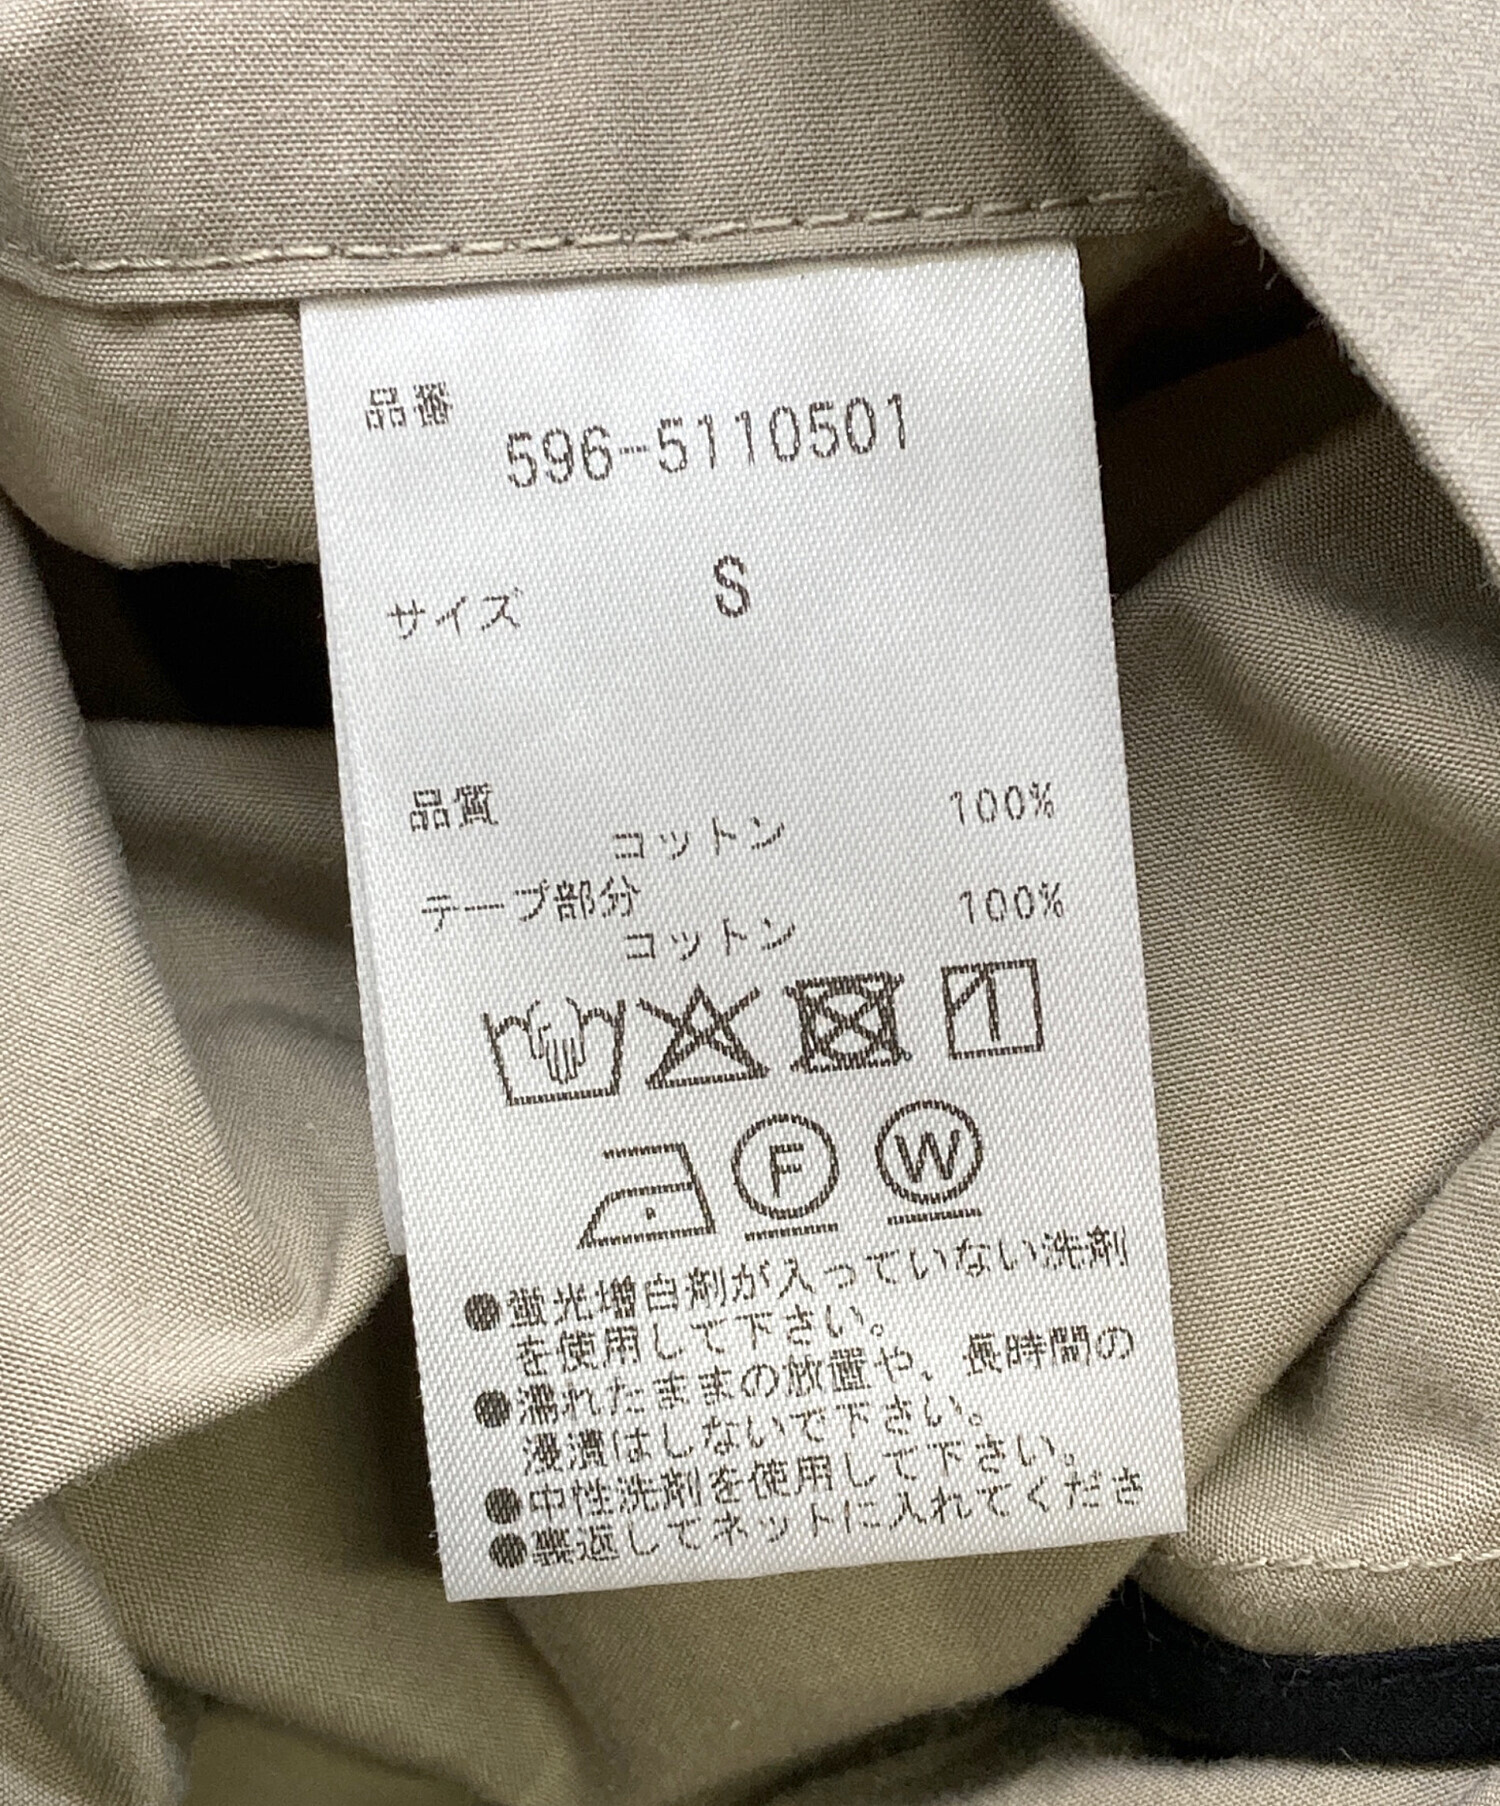 品番
596-5110501
サイズ S
品質
コットン 100%
テープ部分
コットン 100%
F W
●蛍光増白剤が入っていない洗剤
を使用して下さい。
●濡れたままの放置や、長時間の
浸漬はしないで下さい。
●中性洗剤を使用して下さい。
●裏返してネットに入れてくださ